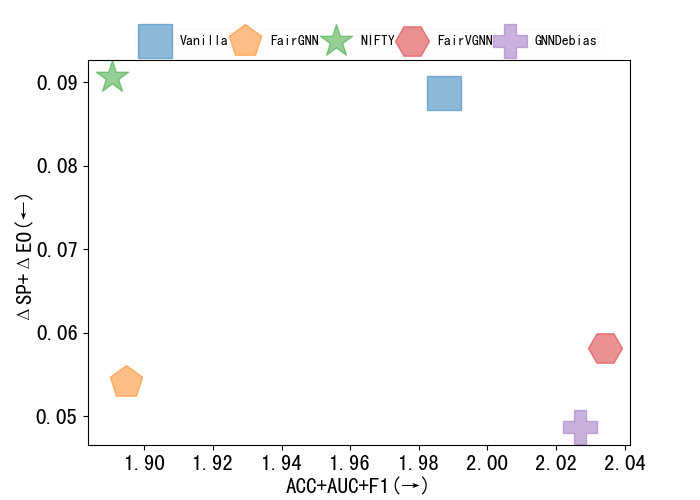 Vanilla FairGNN NIFTY FairVGNN GNNDebias
0.09
0.08
0.07
0.06
0.05
ΔSP+ΔEO(←)
1.90 1.92 1.94 1.96 1.98 2.00 2.02 2.04
ACC+AUC+F1(→)